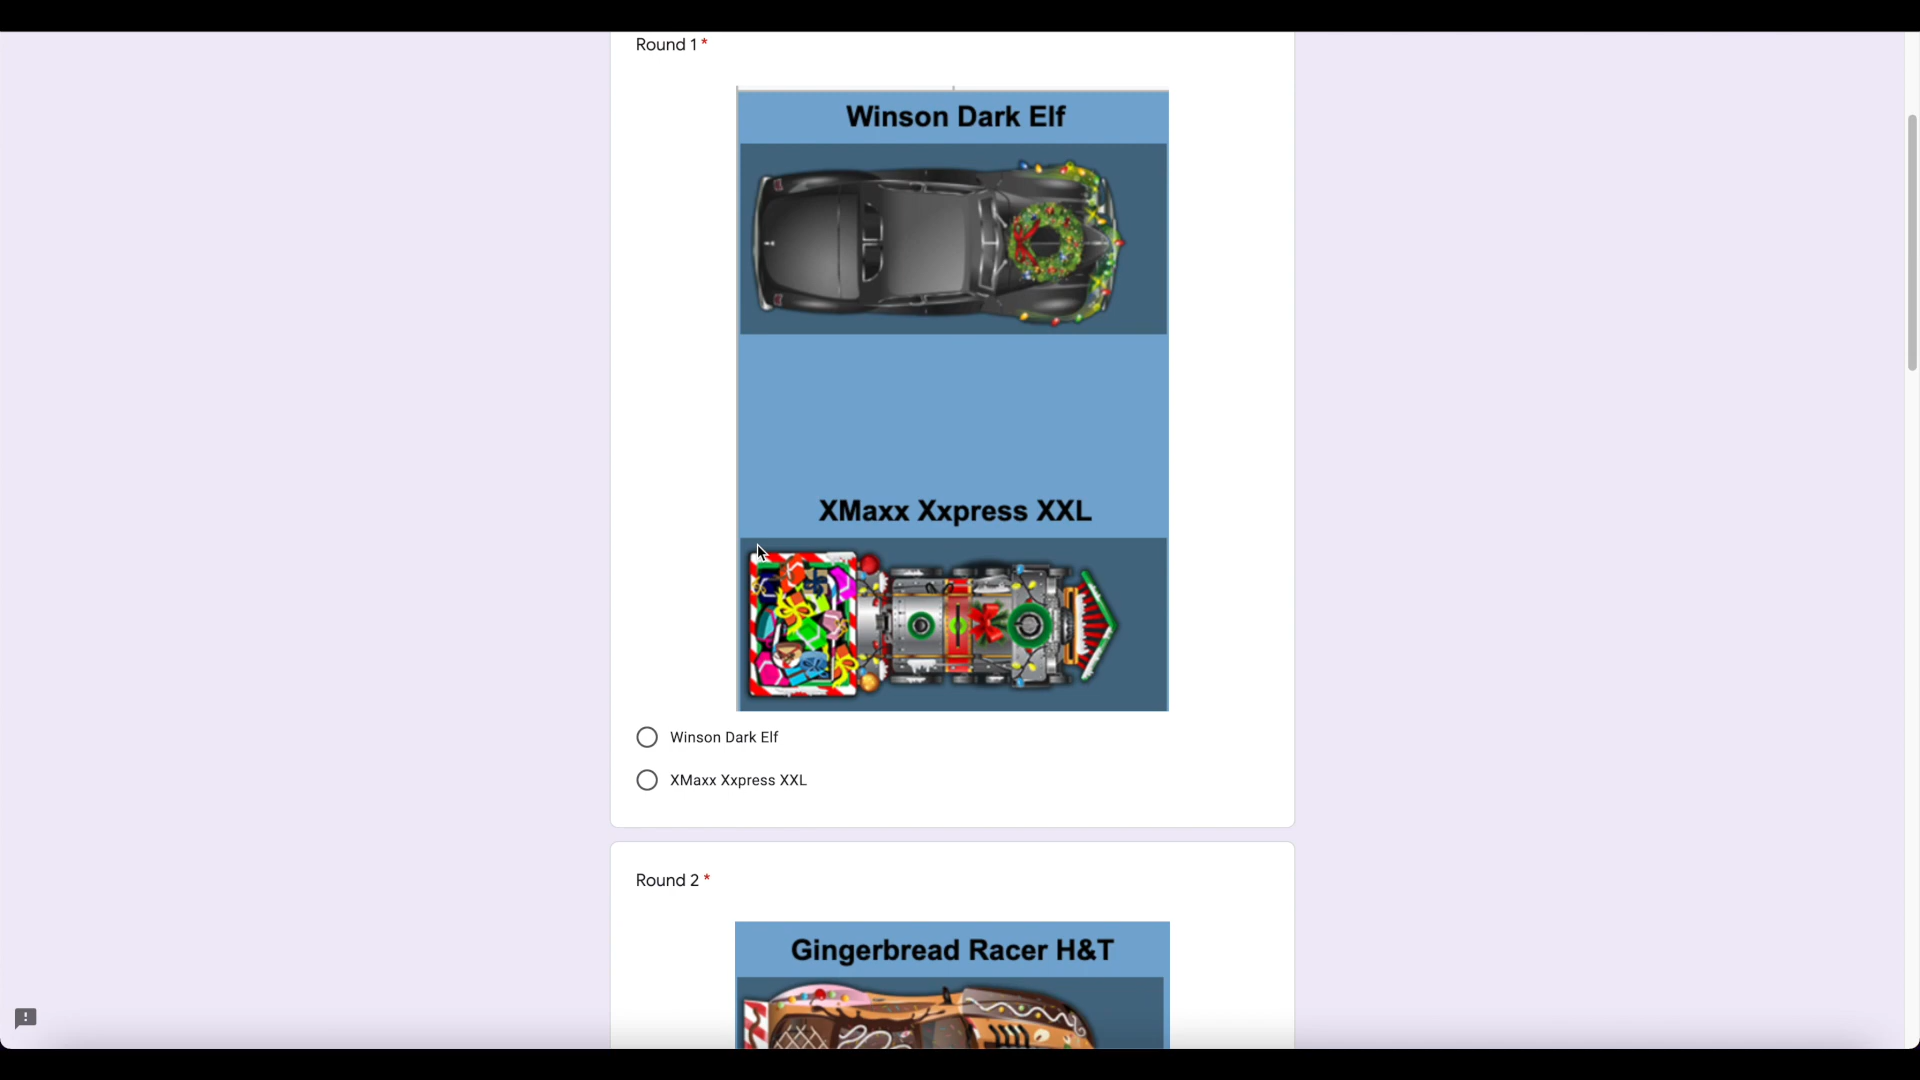 Round 1 *
Winson Dark Elf
XMaxx Xxpress XXL
Winson Dark Elf
XMaxx Xxpress XXL
Round 2 *
Gingerbread Racer H&T